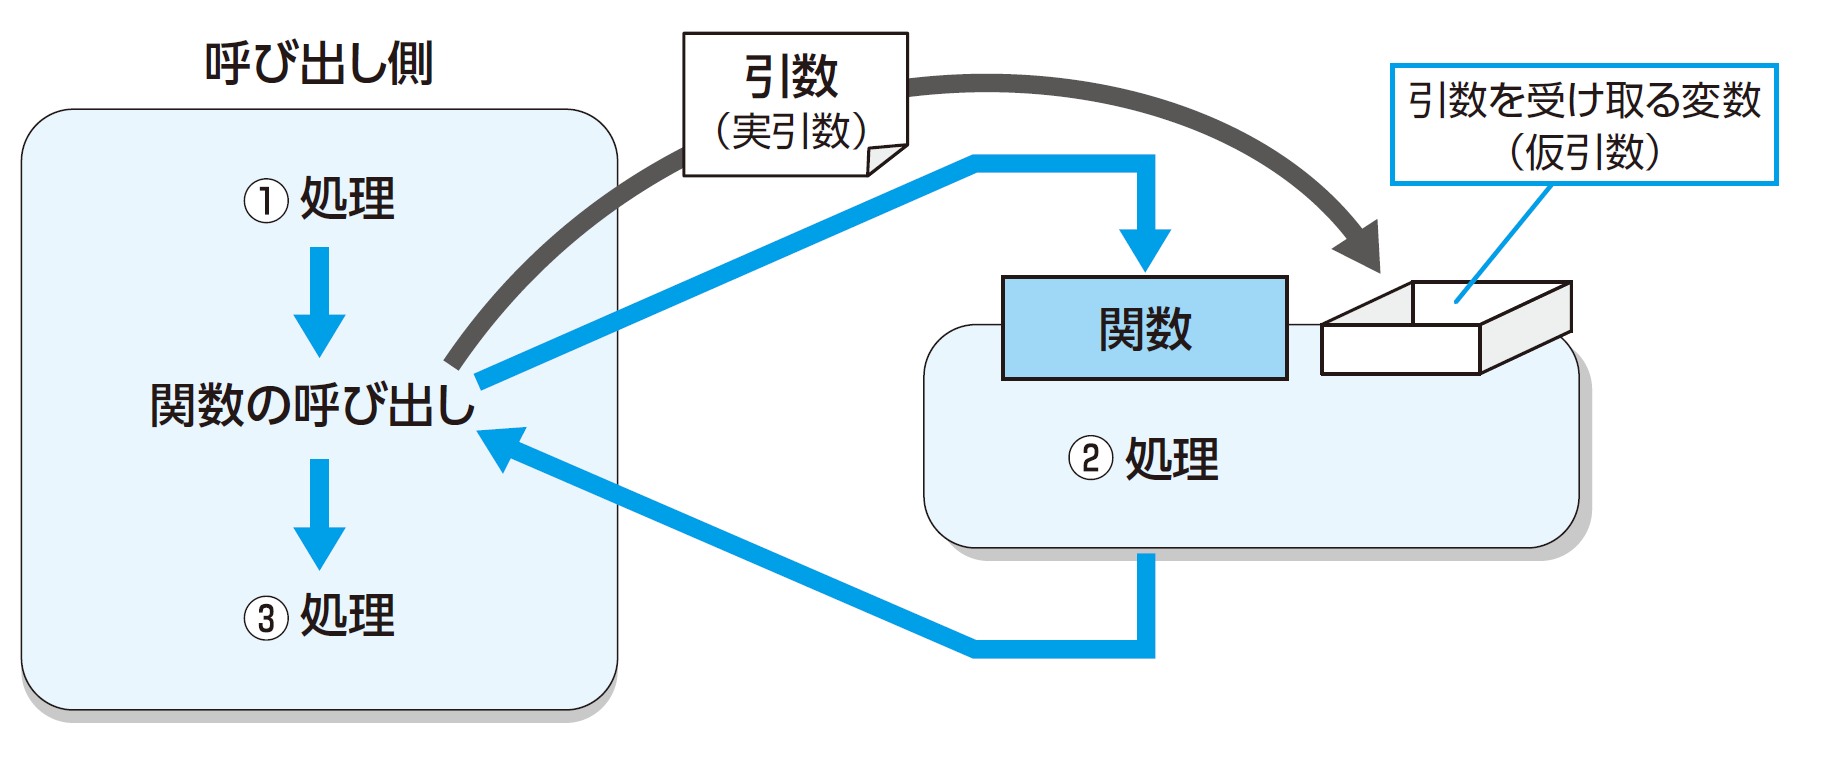 呼び出し側
① 処理
関数の呼び出し
③ 処理
引数
（実引数）
引数を受け取る変数
（仮引数）
関数
② 処理